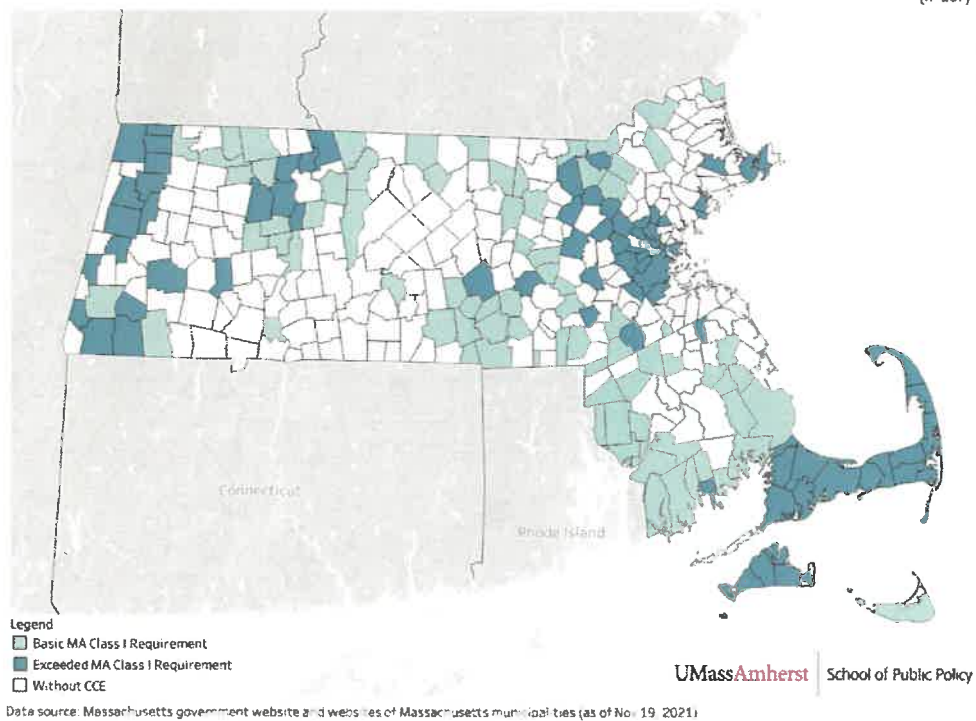 Connecticut
Rhode Island
Legend
Basic MA Class I Requirement
Exceeded MA Class I Requirement
Without CCE
UMassAmherst School of Public Policy
Data source: Massachusetts government website and websites of Massachusetts municipalities (as of Nov 19, 2021)